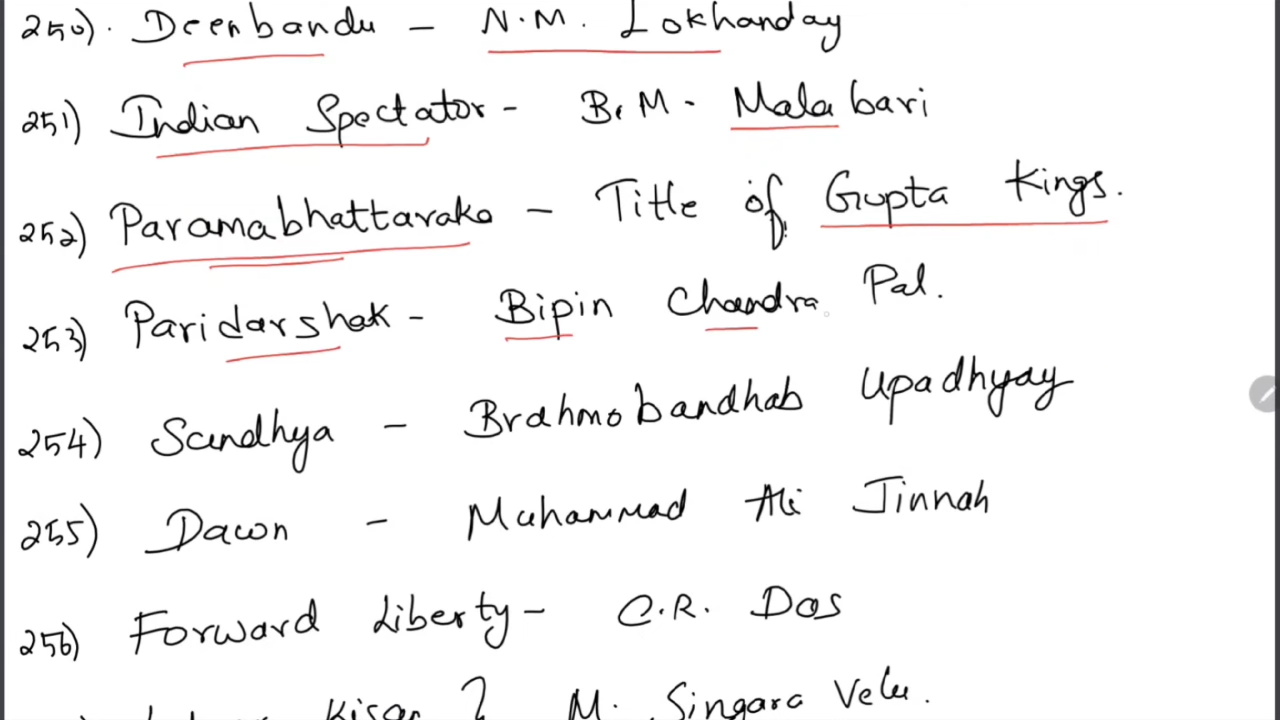 250). Deenbandu - N.M. Lokhanday
251) Indian Spectator - B.M. Malabari
252) Paramabhattaraka - Title of Gupta Kings.
253) Paridarshak - Bipin Chandra Pal.
254) Sandhya - Brahmobandhab Upadhyay
255) Dawn - Muhammad Ali Jinnah
256) Forward Liberty - C.R. Das
Kisan } M. Singara Velu.